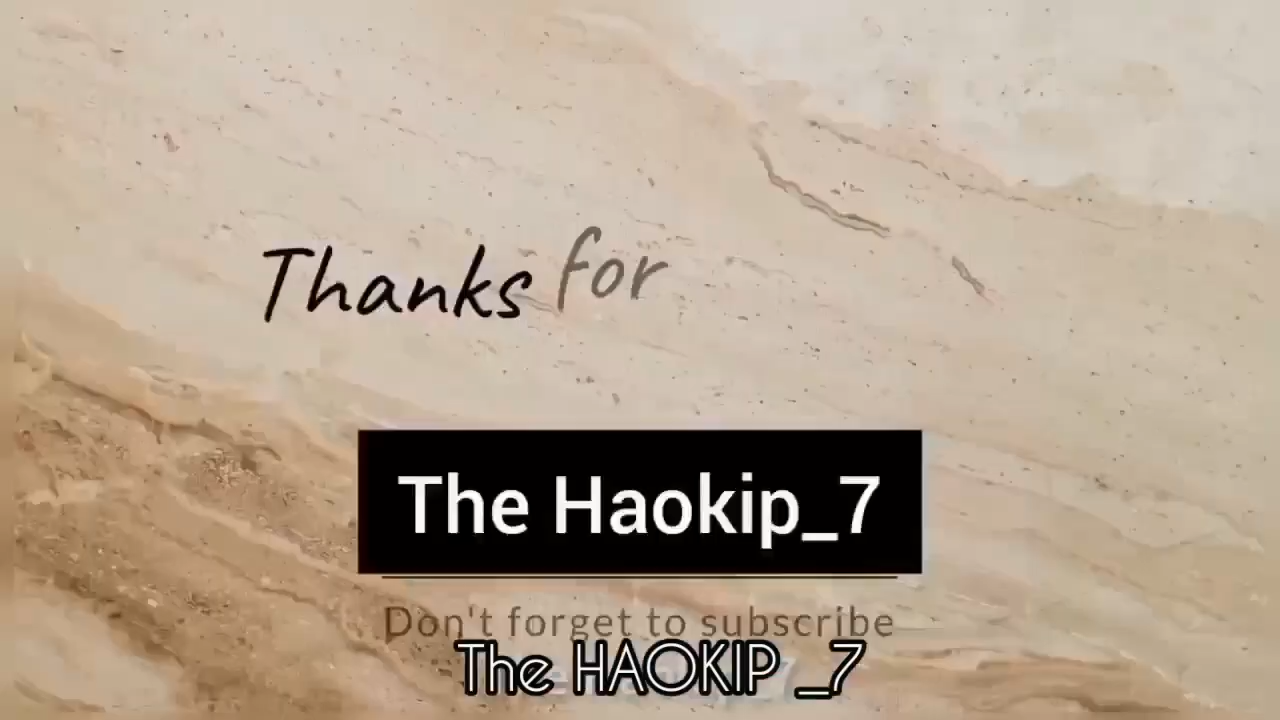 Thanks for
The Haokip_7
Don't forget to subscribe
The HAOKIP _7